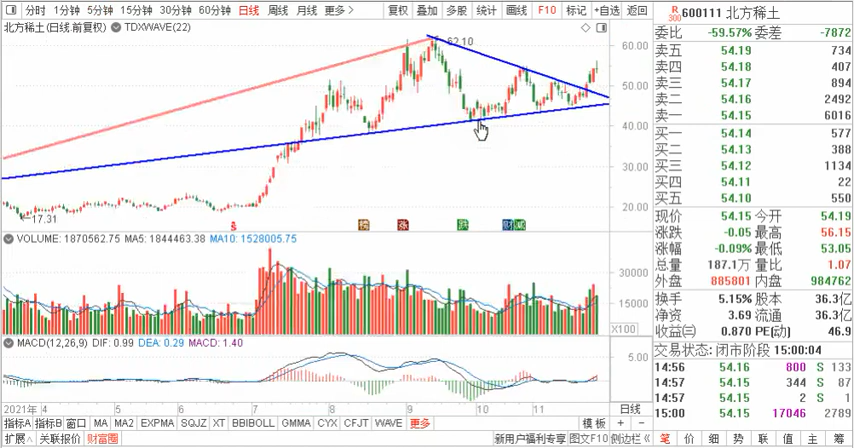 分时 1分钟 5分钟 15分钟 30分钟 60分钟 日线 周线 月线 更多> 复权 叠加 多股 统计 画线 F10 标记 +自选 返回
R 300 600111 北方稀土
北方稀土(日线 前复权) TDXWAVE(22)
委比 -59.57% 委差 -7872
卖五 54.19 734
卖四 54.18 407
卖三 54.17 894
卖二 54.16 2492
卖一 54.15 6016
买一 54.14 577
买二 54.13 388
买三 54.12 1134
买四 54.11 22
买五 54.10 550
现价 54.15 今开 54.19
涨跌 -0.05 最高 56.15
涨幅 -0.09% 最低 53.05
总量 187.1万 量比 1.07
外盘 885801 内盘 984762
换手 5.15% 股本 36.3亿
净资 3.69 流通 36.3亿
收益㈢ 0.870 PE(动) 46.9
交易状态: 闭市阶段 15:00:04
14:56 54.16 800 S 133
14:57 54.15 344 S 87
14:57 54.15 2 S 1
15:00 54.15 17046 2789
笔 价 细 势 联 值 主 筹
62.10
60.00
50.00
40.00
30.00
20.00
17.31
S 榜 涨 跌 财 减
VOLUME: 1870562.75 MA5: 1844463.38 MA10: 1528005.75
30000
15000
X100
MACD(12,26,9) DIF: 0.99 DEA: 0.29 MACD: 1.40
5.00
2021年 4 5 6 7 8 9 10 11 日线
指标A 指标B 窗口 MA MA2 EXPMA SQJZ XT BBIBOLL GMMA CYX CFJT WAVE 更多 模板 + −
扩展∧ 关联报价 财富圈 新用户福利专享 图文F10 侧边栏《